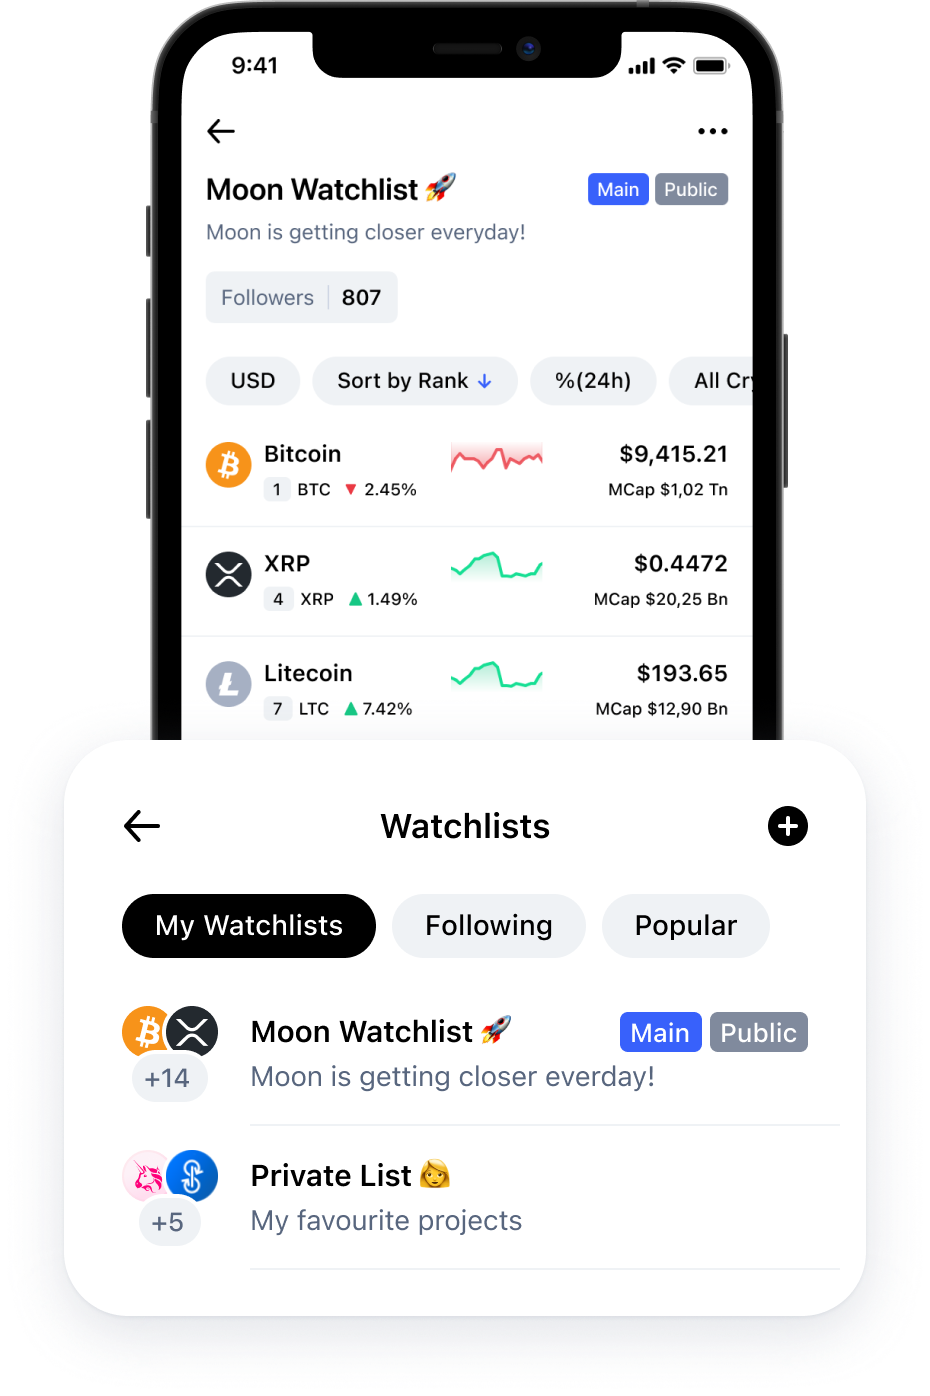 9:41
Moon Watchlist 🚀 Main Public
Moon is getting closer everyday!
Followers 807
USD Sort by Rank ↓ %(24h) All Cry
Bitcoin $9,415.21
1 BTC ▼ 2.45% MCap $1,02 Tn
XRP $0.4472
4 XRP ▲ 1.49% MCap $20,25 Bn
Litecoin $193.65
7 LTC ▲ 7.42% MCap $12,90 Bn
Watchlists
My Watchlists Following Popular
Moon Watchlist 🚀 Main Public
+14 Moon is getting closer everday!
Private List 👩
+5 My favourite projects